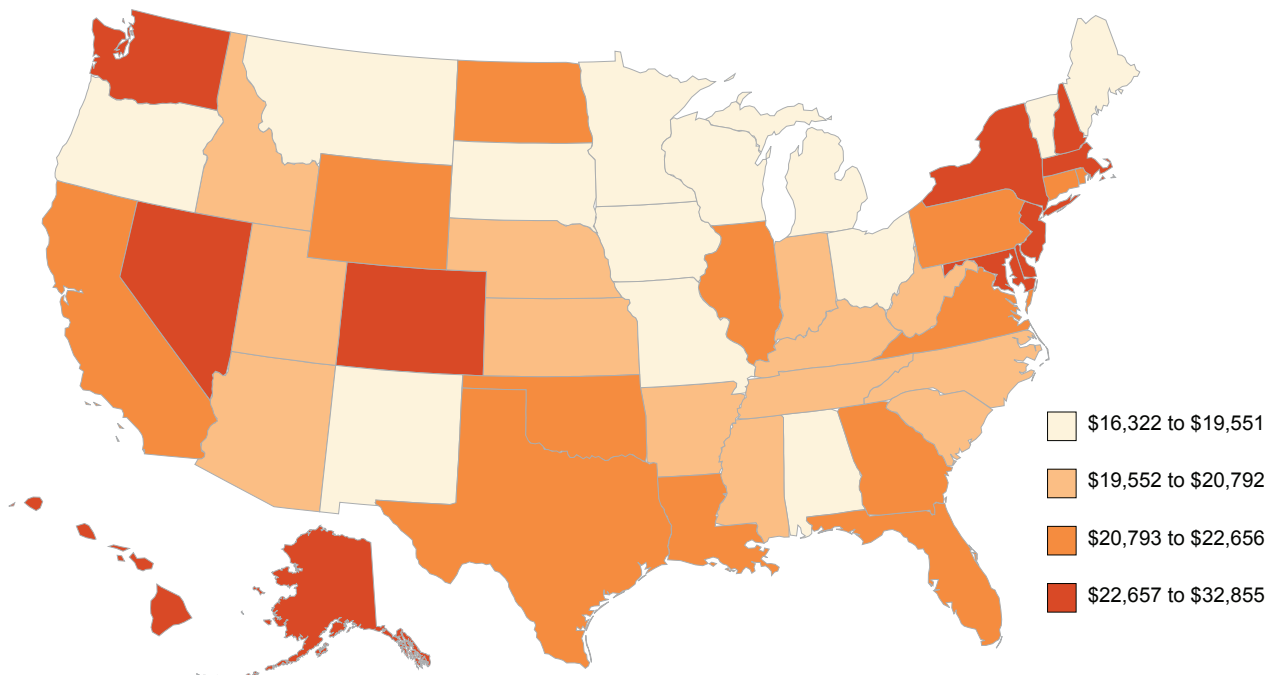 $16,322 to $19,551
$19,552 to $20,792
$20,793 to $22,656
$22,657 to $32,855